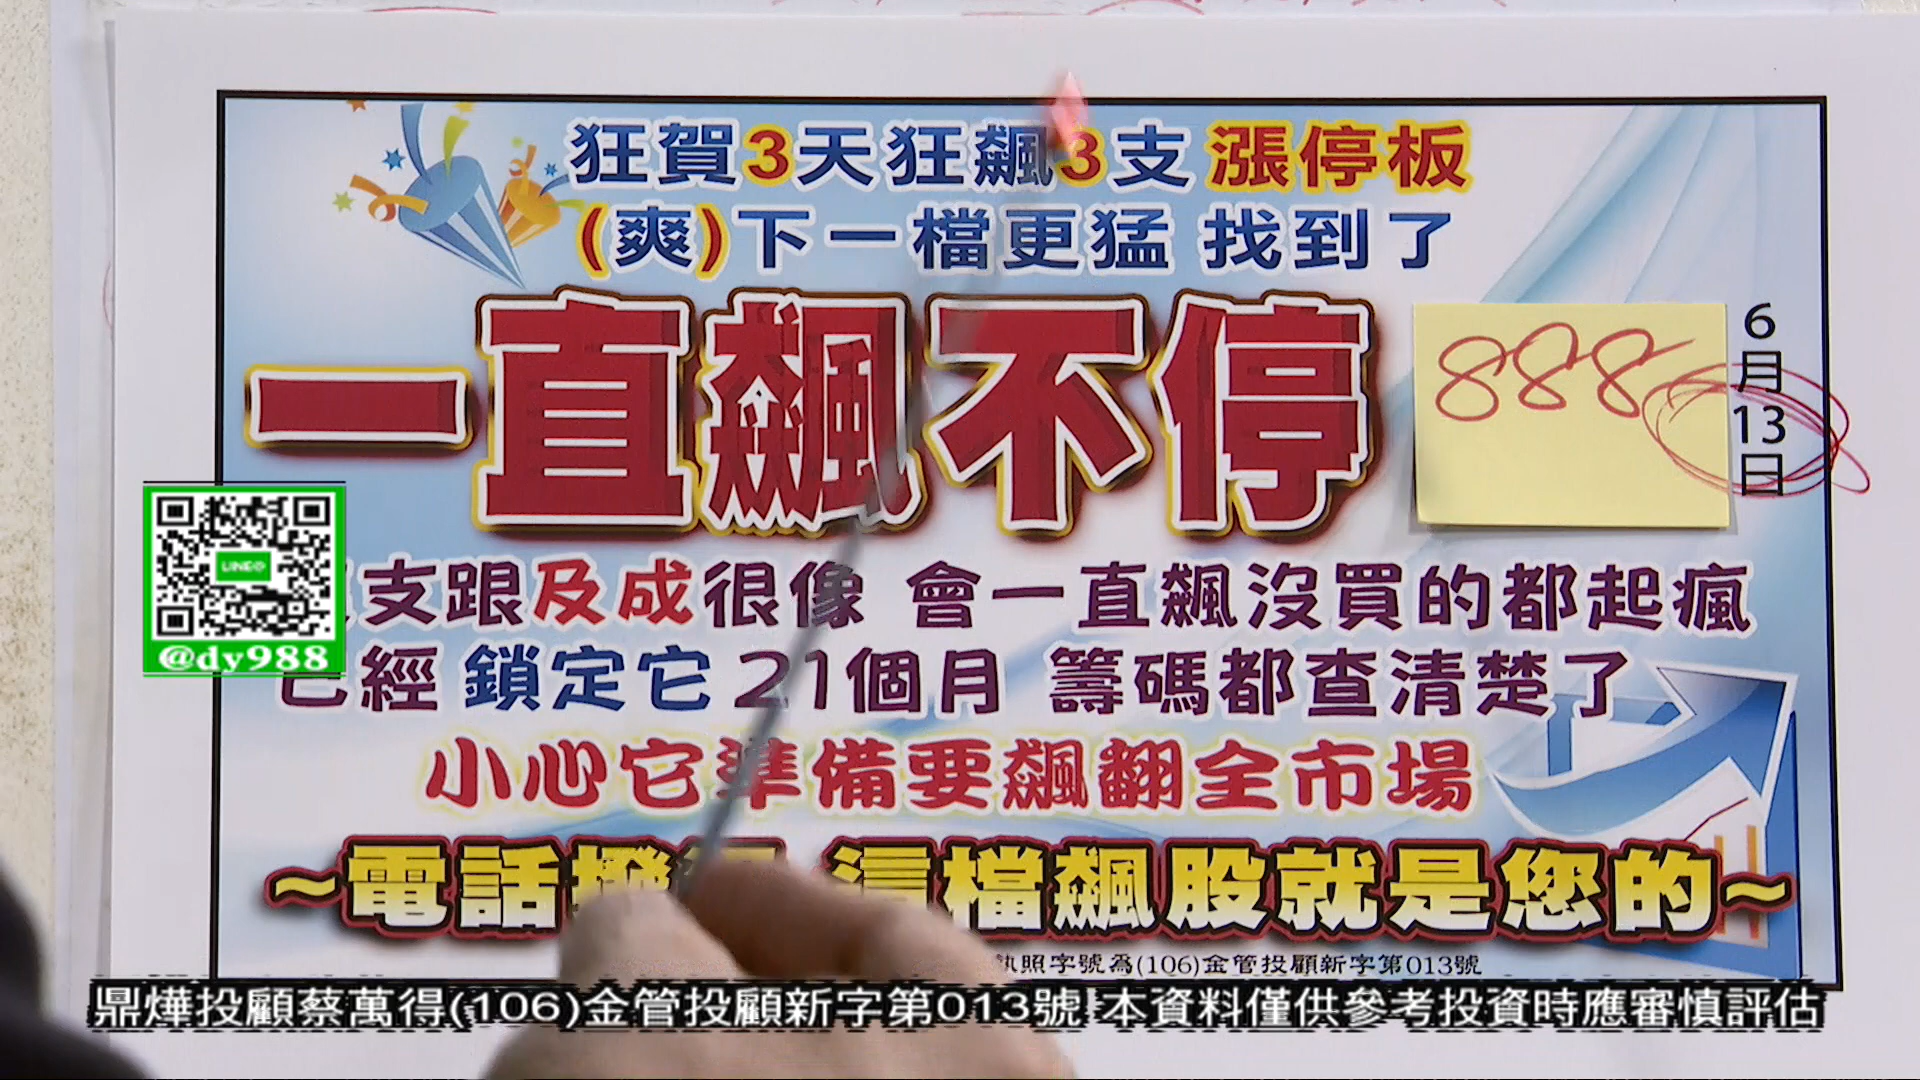 狂賀3天狂飆3支 漲停板
(爽)下一檔更猛 找到了
一直飆不停
888
6月13日
支跟及成很像 會一直飆沒買的都起瘋
已經 鎖定它21個月 籌碼都查清楚了
小心它準備要飆翻全市場
~電話撥 這檔飆股就是您的~
執照字號為(106)金管投顧新字第013號
LINE@
@dy988
鼎燁投顧蔡萬得(106)金管投顧新字第013號 本資料僅供參考投資時應審慎評估